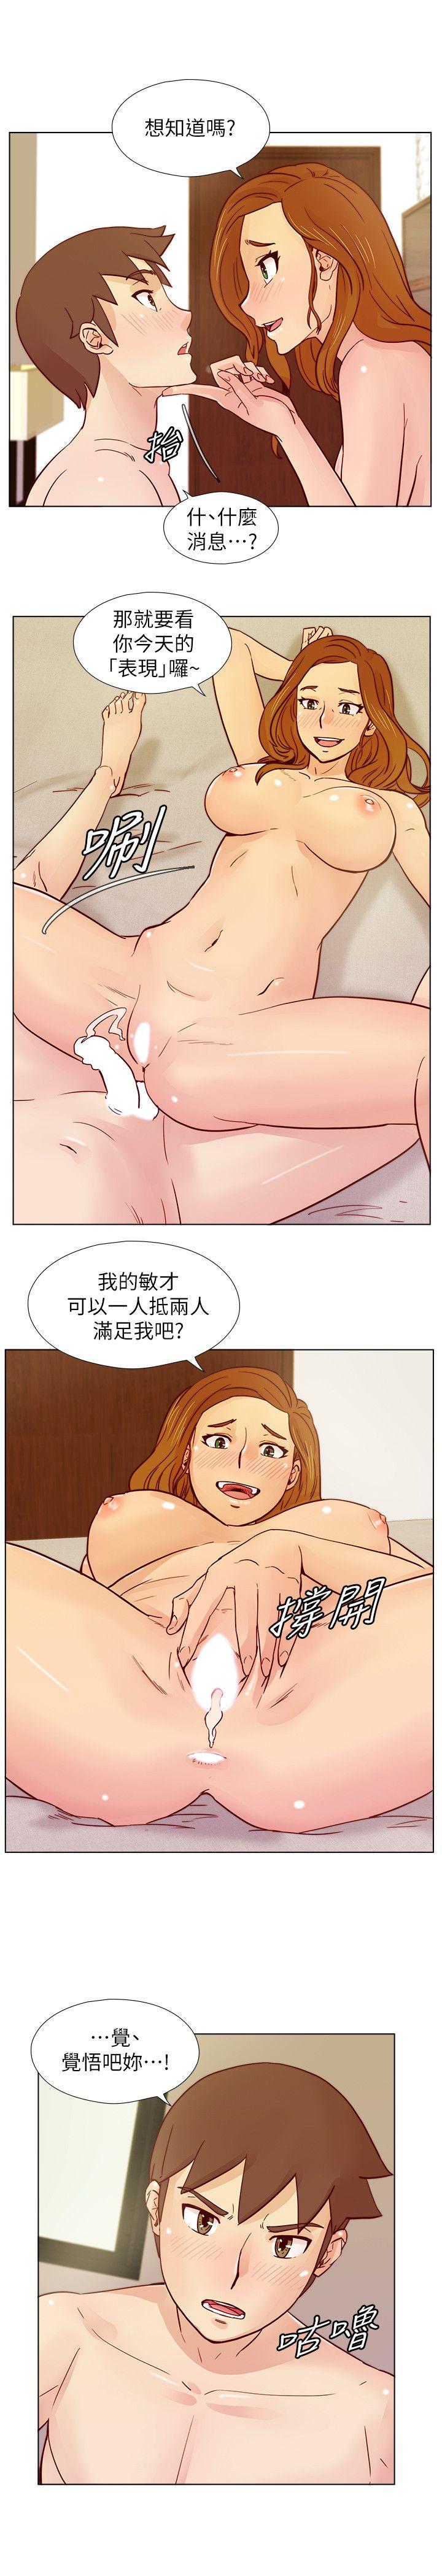 想知道嗎?
抬
什、什麼
消息…?
那就要看
你今天的
「表現」囉~
唰
我的敏才
可以一人抵兩人
滿足我吧?
撐開
…覺、
覺悟吧妳…!
咕嚕